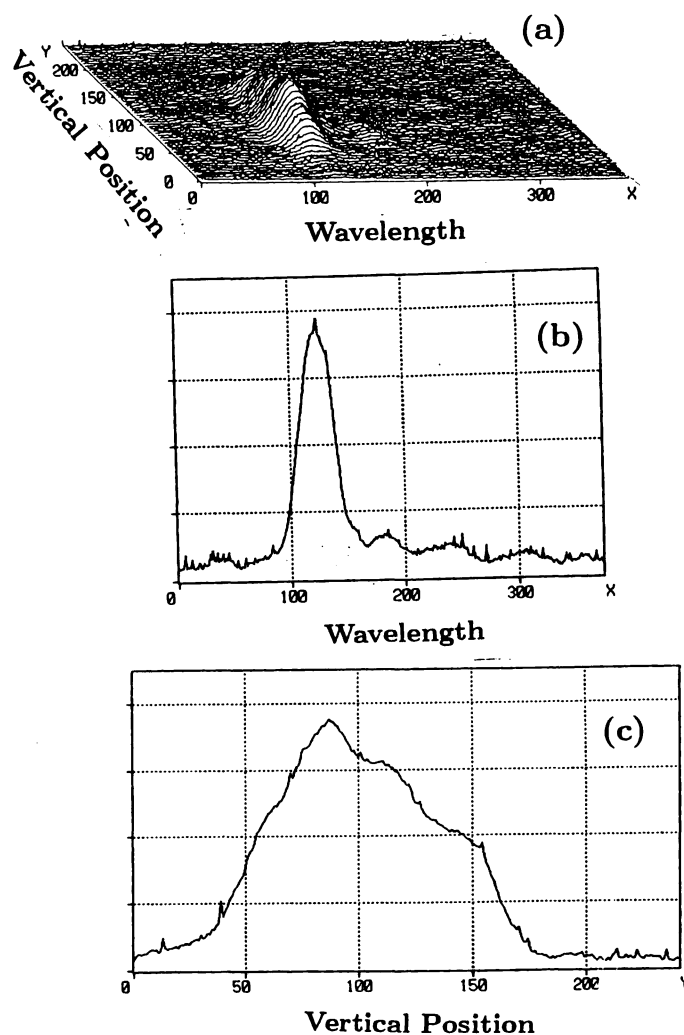 (a)
Y
200
150
100
50
0
Vertical Position
0 100 200 300 X
Wavelength
(b)
0 100 200 300 X
Wavelength
(c)
0 50 100 150 200 Y
Vertical Position